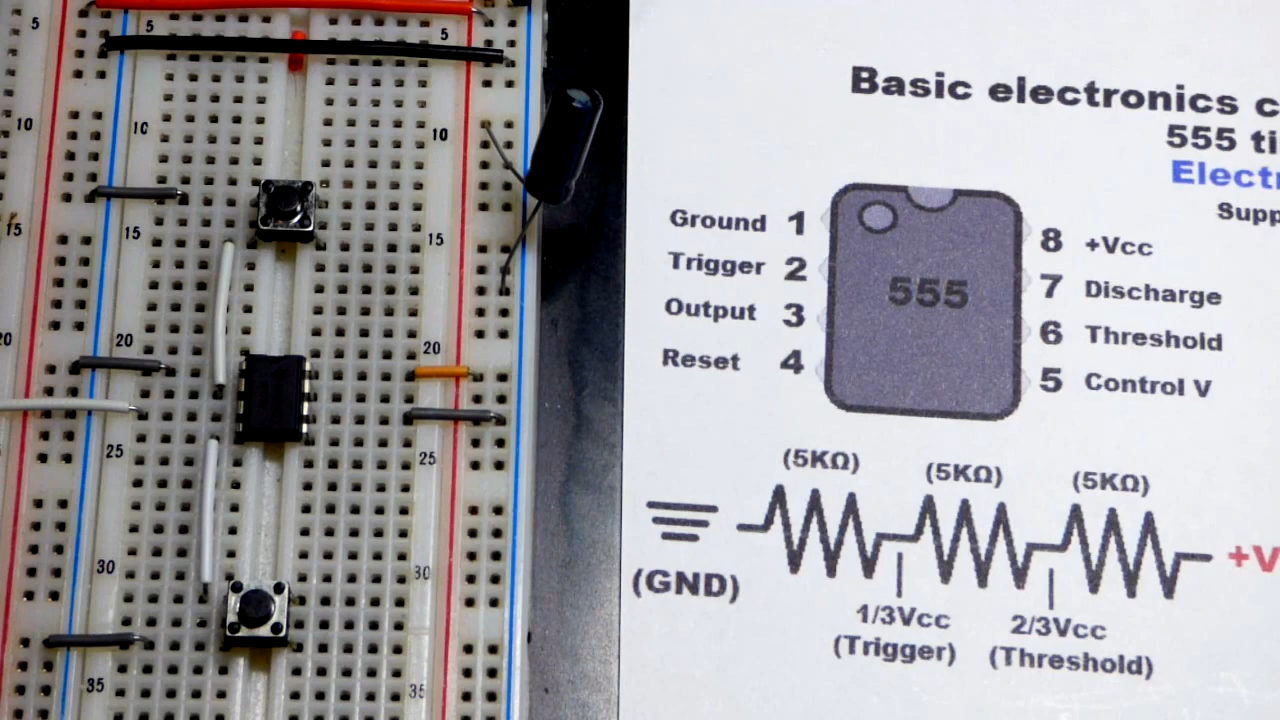 5 5 5
10 10 10
15 15 15
20 20 20
25 25
30 30
35 35
Basic electronics c
555 ti
Electr
Supp
Ground 1
Trigger 2
Output 3
Reset 4
555
8 +Vcc
7 Discharge
6 Threshold
5 Control V
(5KΩ) (5KΩ) (5KΩ)
(GND)
+V
1/3Vcc
(Trigger)
2/3Vcc
(Threshold)